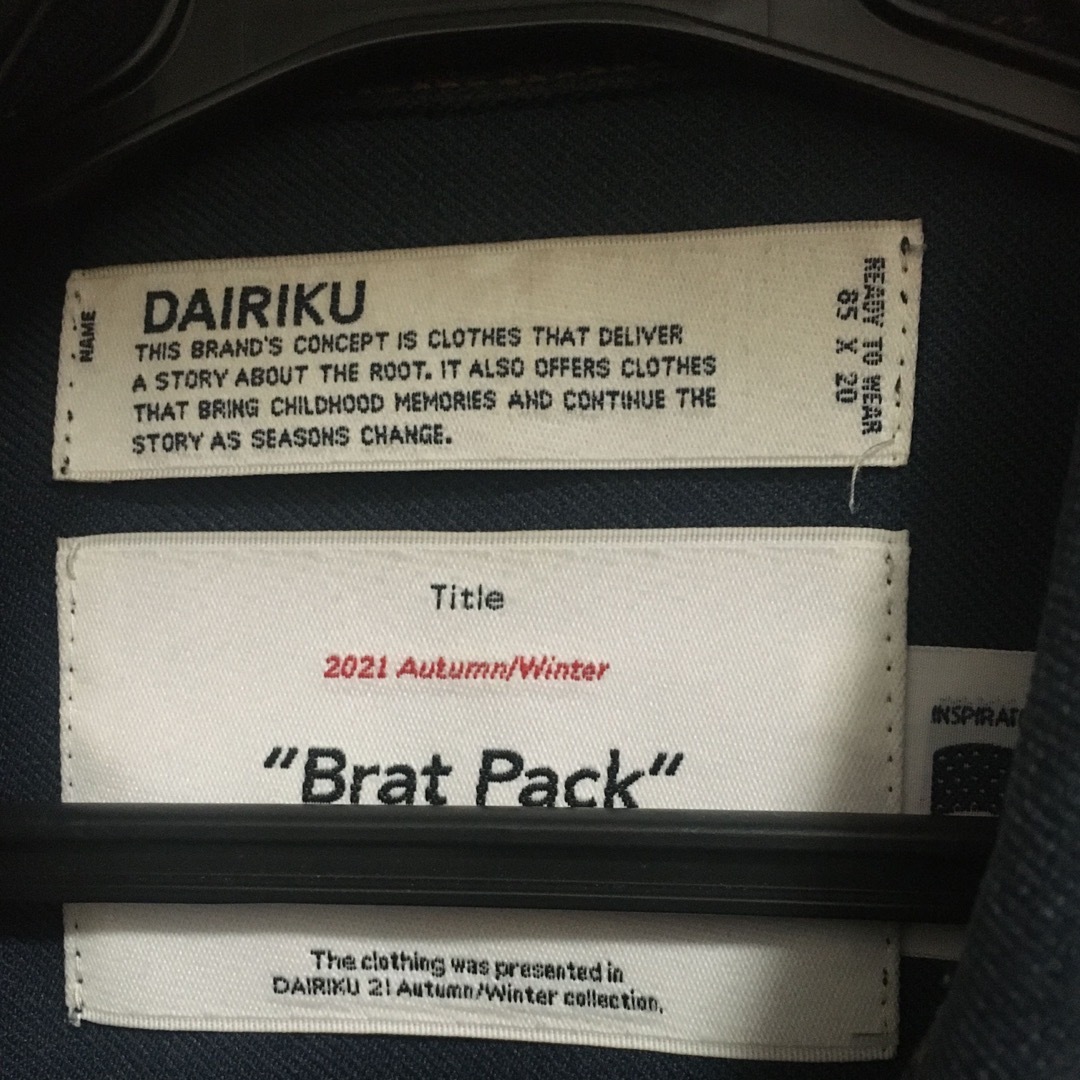 NAME
DAIRIKU
THIS BRAND'S CONCEPT IS CLOTHES THAT DELIVER
A STORY ABOUT THE ROOT. IT ALSO OFFERS CLOTHES
THAT BRING CHILDHOOD MEMORIES AND CONTINUE THE
STORY AS SEASONS CHANGE.
READY TO WEAR
85 X 20
Title
2021 Autumn/Winter
"Brat Pack"
INSPIRAT
The clothing was presented in
DAIRIKU 21 Autumn/Winter collection.